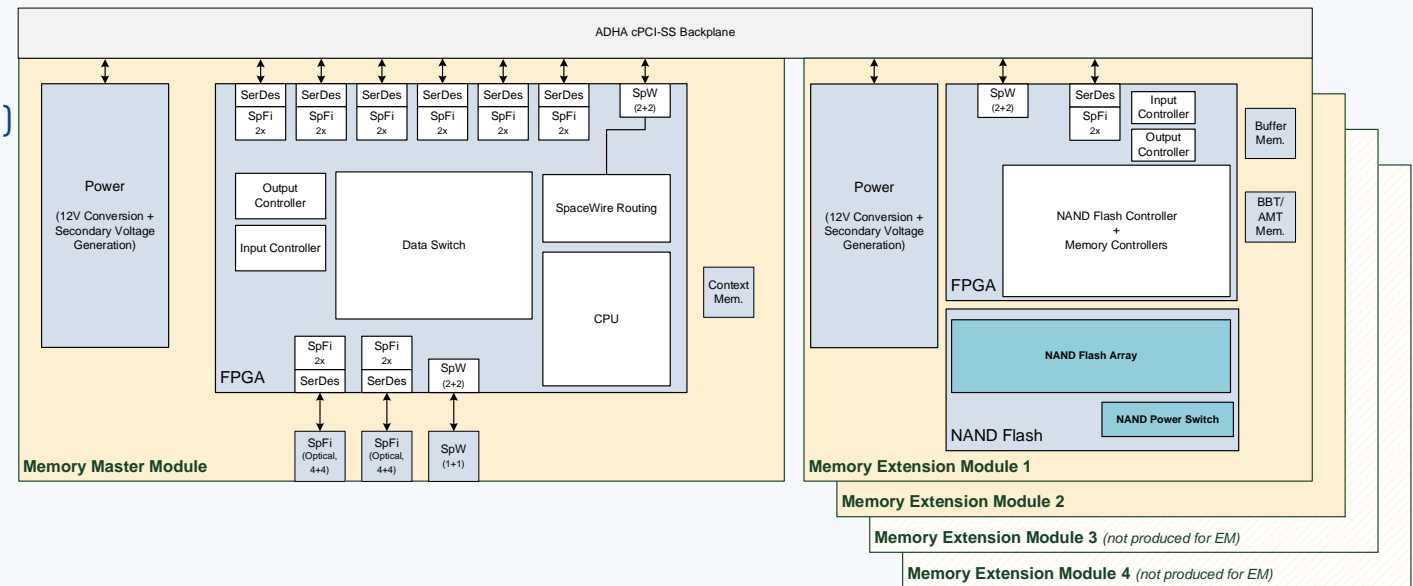 ADHA cPCI-SS Backplane
)
Power
(12V Conversion +
Secondary Voltage
Generation)
SerDes
SpFi
2x
SerDes
SpFi
2x
SerDes
SpFi
2x
SerDes
SpFi
2x
SerDes
SpFi
2x
SerDes
SpFi
2x
SpW
(2+2)
Output
Controller
Input Controller
Data Switch
SpaceWire Routing
CPU
Context
Mem.
FPGA
SpFi
2x
SerDes
SpFi
2x
SerDes
SpW
(2+2)
SpFi
(Optical,
4+4)
SpFi
(Optical,
4+4)
SpW
(1+1)
Memory Master Module
Power
(12V Conversion +
Secondary Voltage
Generation)
SpW
(2+2)
SerDes
SpFi
2x
Input
Controller
Output
Controller
NAND Flash Controller
+
Memory Controllers
FPGA
Buffer
Mem.
BBT/
AMT
Mem.
NAND Flash Array
NAND Power Switch
NAND Flash
Memory Extension Module 1
Memory Extension Module 2
Memory Extension Module 3 (not produced for EM)
Memory Extension Module 4 (not produced for EM)